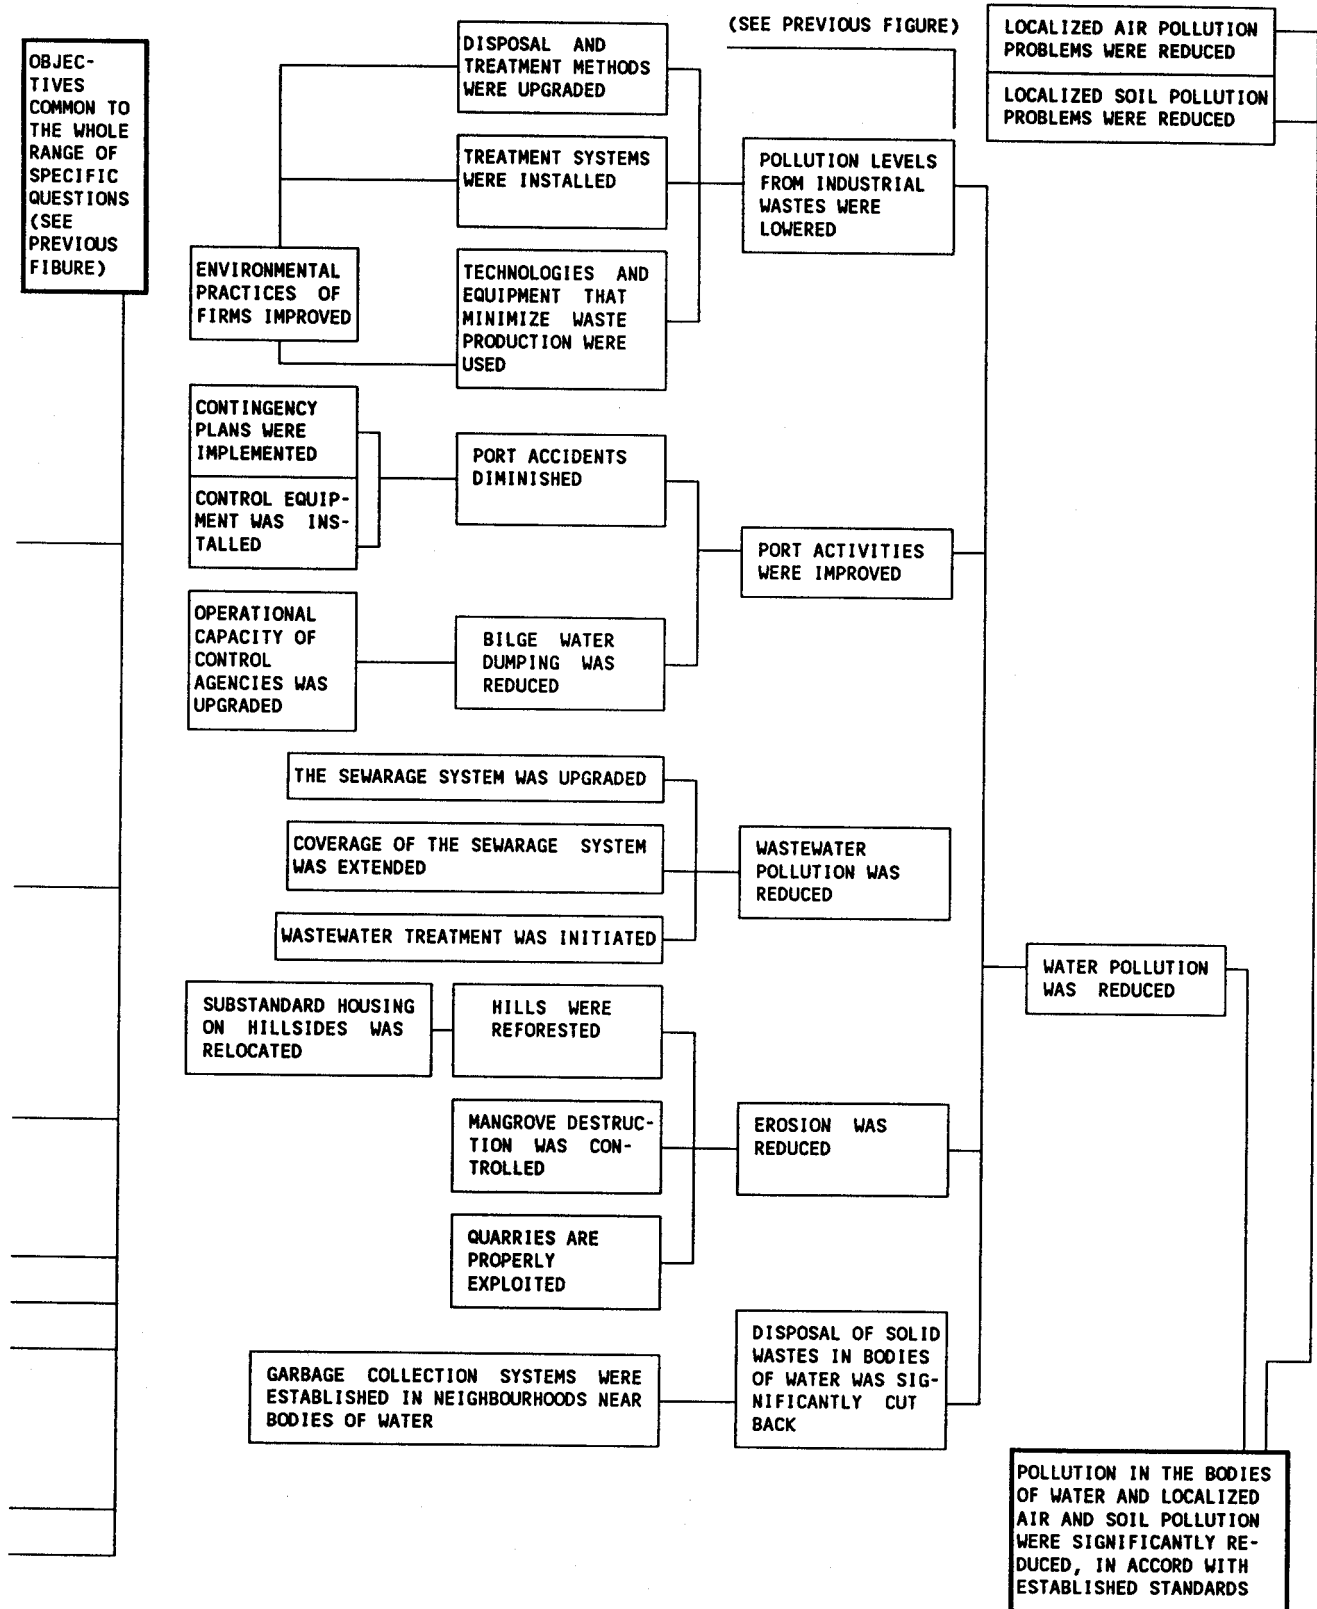 (SEE PREVIOUS FIGURE)
OBJEC-
TIVES
COMMON TO
THE WHOLE
RANGE OF
SPECIFIC
QUESTIONS
(SEE
PREVIOUS
FIBURE)
DISPOSAL AND
TREATMENT METHODS
WERE UPGRADED
LOCALIZED AIR POLLUTION
PROBLEMS WERE REDUCED
LOCALIZED SOIL POLLUTION
PROBLEMS WERE REDUCED
TREATMENT SYSTEMS
WERE INSTALLED
POLLUTION LEVELS
FROM INDUSTRIAL
WASTES WERE
LOWERED
ENVIRONMENTAL
PRACTICES OF
FIRMS IMPROVED
TECHNOLOGIES AND
EQUIPMENT THAT
MINIMIZE WASTE
PRODUCTION WERE
USED
CONTINGENCY
PLANS WERE
IMPLEMENTED
CONTROL EQUIP-
MENT WAS INS-
TALLED
PORT ACCIDENTS
DIMINISHED
PORT ACTIVITIES
WERE IMPROVED
OPERATIONAL
CAPACITY OF
CONTROL
AGENCIES WAS
UPGRADED
BILGE WATER
DUMPING WAS
REDUCED
THE SEWARAGE SYSTEM WAS UPGRADED
COVERAGE OF THE SEWARAGE SYSTEM
WAS EXTENDED
WASTEWATER TREATMENT WAS INITIATED
WASTEWATER
POLLUTION WAS
REDUCED
WATER POLLUTION
WAS REDUCED
SUBSTANDARD HOUSING
ON HILLSIDES WAS
RELOCATED
HILLS WERE
REFORESTED
MANGROVE DESTRUC-
TION WAS CON-
TROLLED
EROSION WAS
REDUCED
QUARRIES ARE
PROPERLY
EXPLOITED
GARBAGE COLLECTION SYSTEMS WERE
ESTABLISHED IN NEIGHBOURHOODS NEAR
BODIES OF WATER
DISPOSAL OF SOLID
WASTES IN BODIES
OF WATER WAS SIG-
NIFICANTLY CUT
BACK
POLLUTION IN THE BODIES
OF WATER AND LOCALIZED
AIR AND SOIL POLLUTION
WERE SIGNIFICANTLY RE-
DUCED, IN ACCORD WITH
ESTABLISHED STANDARDS